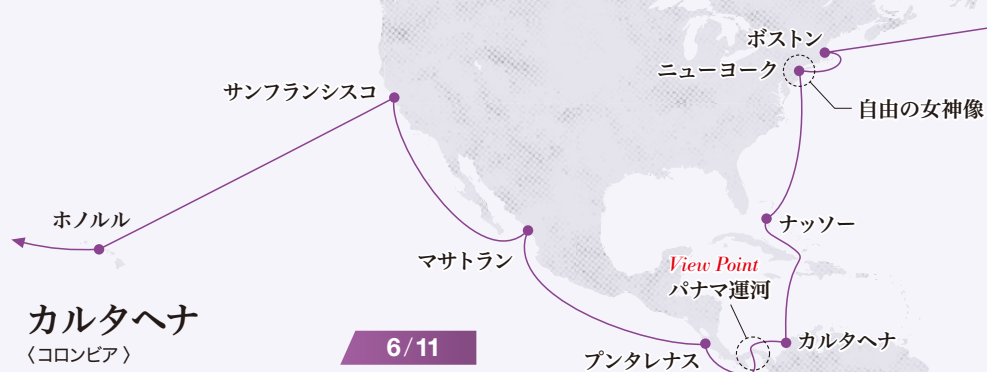 ボストン
ニューヨーク
自由の女神像
サンフランシスコ
ホノルル
ナッソー
マサトラン
View Point
パナマ運河
カルタヘナ
〈コロンビア〉
6/11
カルタヘナ
プンタレナス